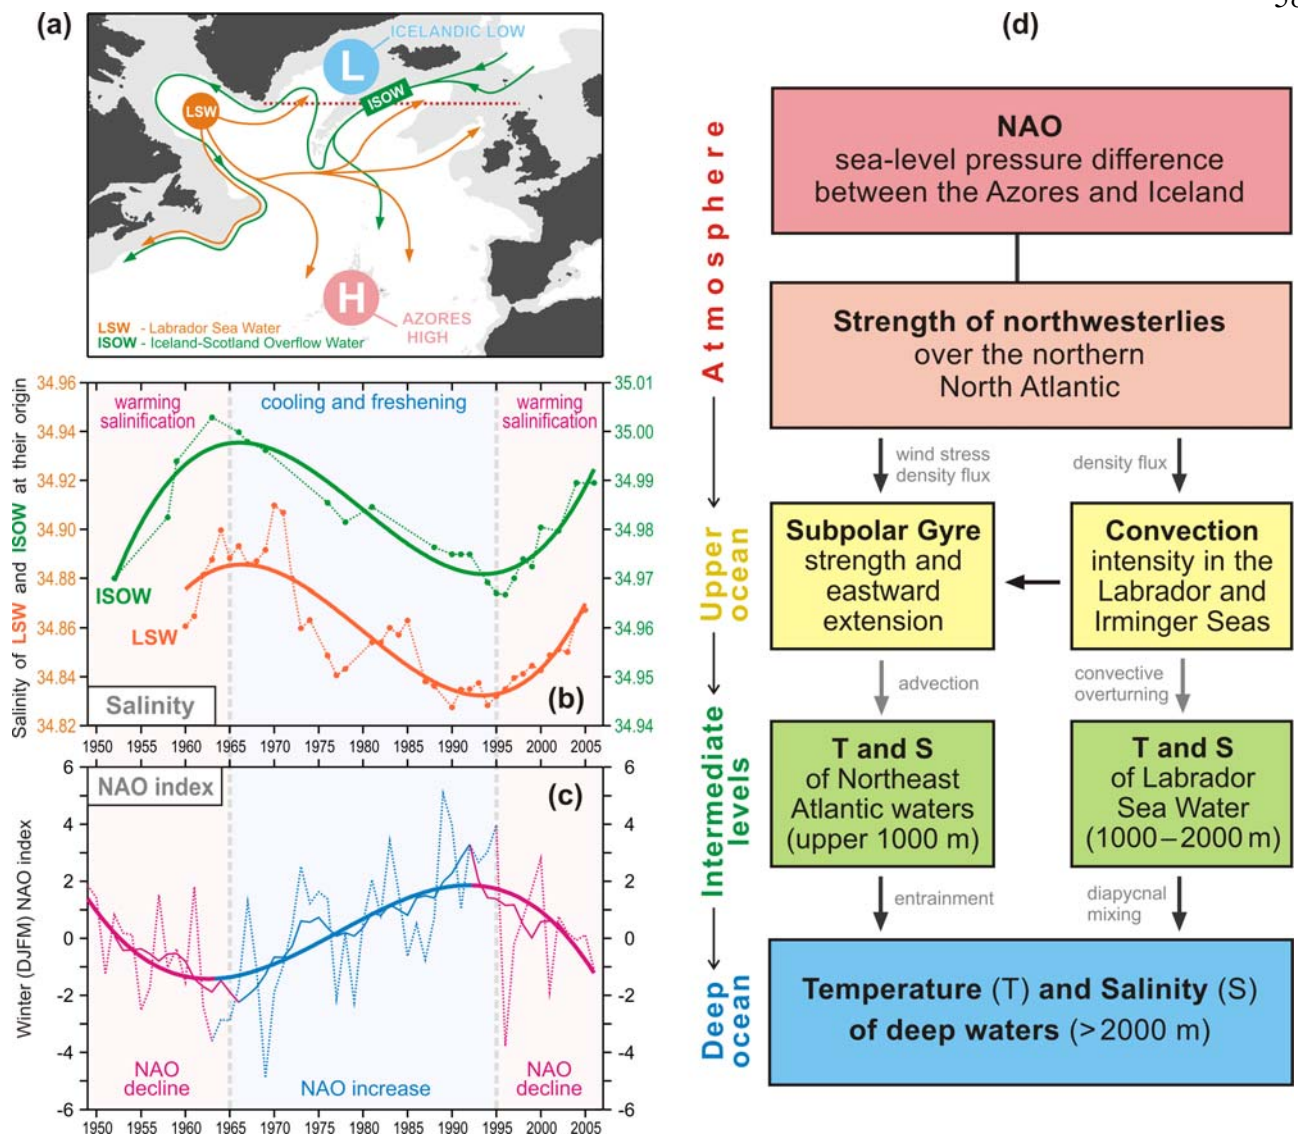 (a)
ICELANDIC LOW
L
ISOW
LSW
H
AZORES
HIGH
LSW - Labrador Sea Water
ISOW - Iceland-Scotland Overflow Water
Salinity of LSW and ISOW at their origin
34.96
34.94
34.92
34.90
34.88
34.86
34.84
34.82
warming
salinification
cooling and freshening
warming
salinification
35.01
35.00
34.99
34.98
34.97
34.96
34.95
34.94
ISOW
LSW
Salinity
(b)
1950 1955 1960 1965 1970 1975 1980 1985 1990 1995 2000 2005
Winter (DJFM) NAO index
6
4
2
0
-2
-4
-6
NAO index
(c)
6
4
2
0
-2
-4
-6
NAO
decline
NAO increase
NAO
decline
1950 1955 1960 1965 1970 1975 1980 1985 1990 1995 2000 2005
(d)
Atmosphere
Upper
ocean
Intermediate
levels
Deep
ocean
NAO
sea-level pressure difference
between the Azores and Iceland
Strength of northwesterlies
over the northern
North Atlantic
wind stress
density flux
density flux
Subpolar Gyre
strength and
eastward
extension
Convection
intensity in the
Labrador and
Irminger Seas
advection
convective
overturning
T and S
of Northeast
Atlantic waters
(upper 1000 m)
T and S
of Labrador
Sea Water
(1000–2000 m)
entrainment
diapycnal
mixing
Temperature (T) and Salinity (S)
of deep waters (>2000 m)